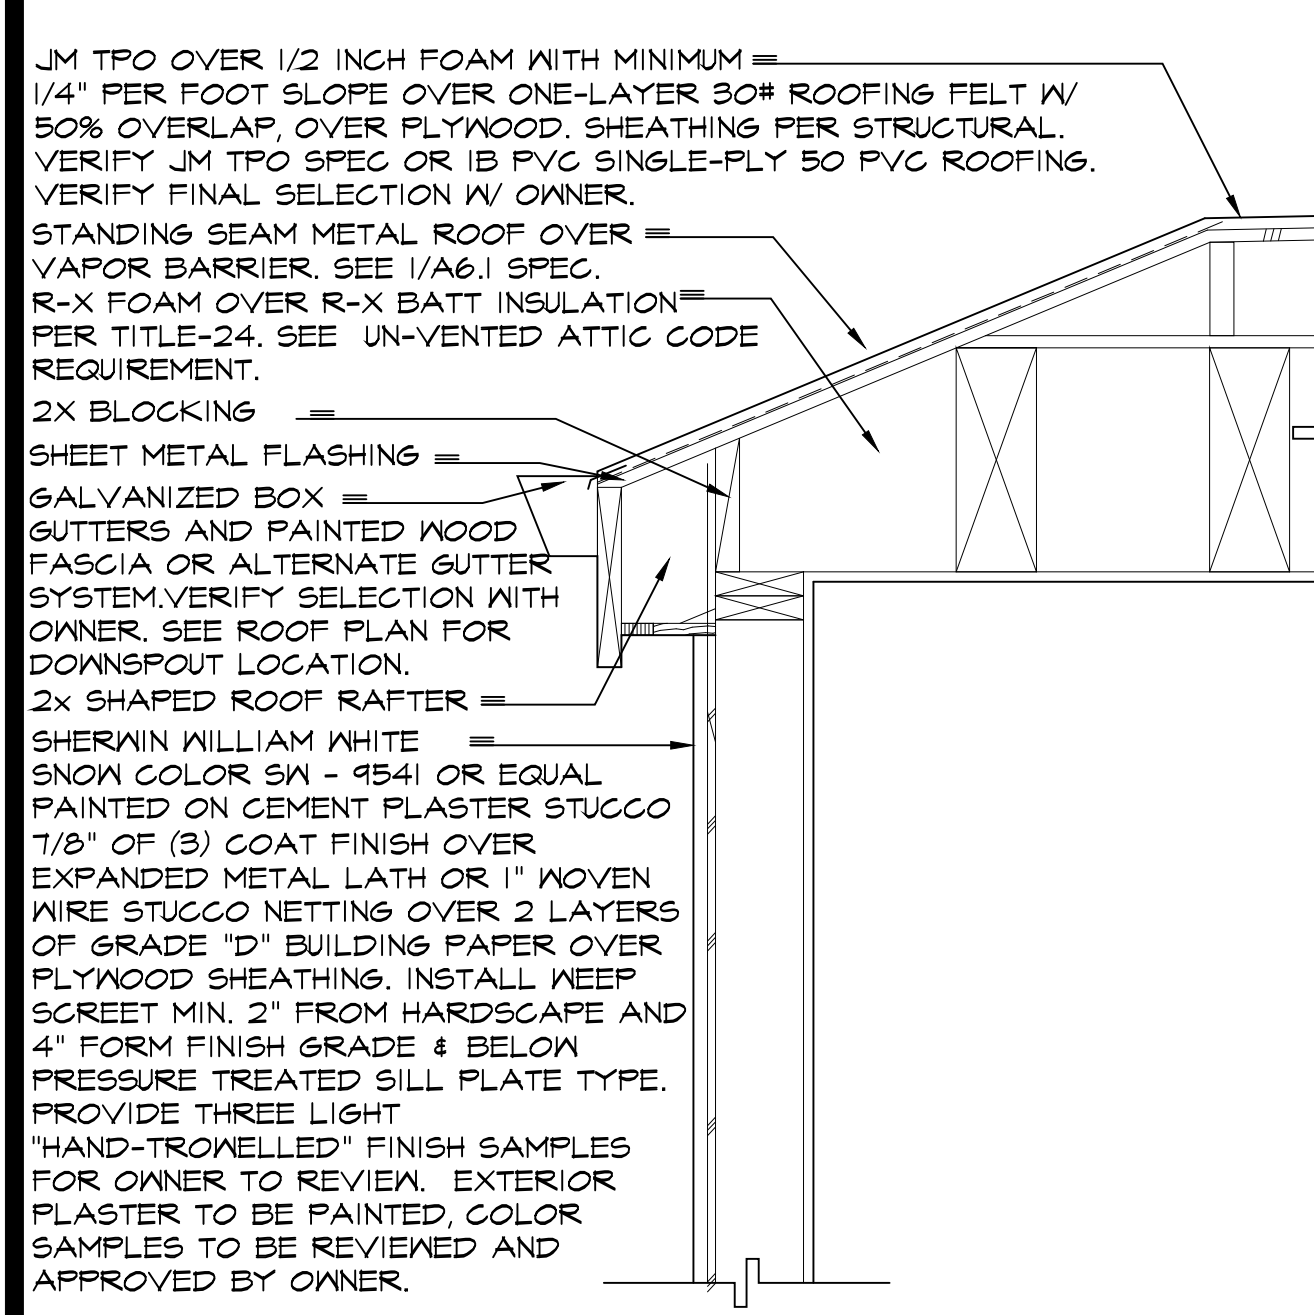 JM TPO OVER 1/2 INCH FOAM WITH MINIMUM
1/4" PER FOOT SLOPE OVER ONE-LAYER 30# ROOFING FELT W/
50% OVERLAP, OVER PLYWOOD. SHEATHING PER STRUCTURAL.
VERIFY JM TPO SPEC OR IB PVC SINGLE-PLY 50 PVC ROOFING.
VERIFY FINAL SELECTION W/ OWNER.
STANDING SEAM METAL ROOF OVER
VAPOR BARRIER. SEE 1/A6.1 SPEC.
R-X FOAM OVER R-X BATT INSULATION
PER TITLE-24. SEE  UN-VENTED ATTIC CODE
REQUIREMENT.
2X BLOCKING
SHEET METAL FLASHING
GALVANIZED BOX
GUTTERS AND PAINTED WOOD
FASCIA OR ALTERNATE GUTTER
SYSTEM.VERIFY SELECTION WITH
OWNER. SEE ROOF PLAN FOR
DOWNSPOUT LOCATION.
2x SHAPED ROOF RAFTER
SHERWIN WILLIAM WHITE
SNOW COLOR SW - 9541 OR EQUAL
PAINTED ON CEMENT PLASTER STUCCO
7/8" OF (3) COAT FINISH OVER
EXPANDED METAL LATH OR 1" WOVEN
WIRE STUCCO NETTING OVER 2 LAYERS
OF GRADE "D" BUILDING PAPER OVER
PLYWOOD SHEATHING. INSTALL WEEP
SCREET MIN. 2" FROM HARDSCAPE AND
4" FORM FINISH GRADE & BELOW
PRESSURE TREATED SILL PLATE TYPE.
PROVIDE THREE LIGHT
"HAND-TROWELLED" FINISH SAMPLES
FOR OWNER TO REVIEW.  EXTERIOR
PLASTER TO BE PAINTED, COLOR
SAMPLES TO BE REVIEWED AND
APPROVED BY OWNER.